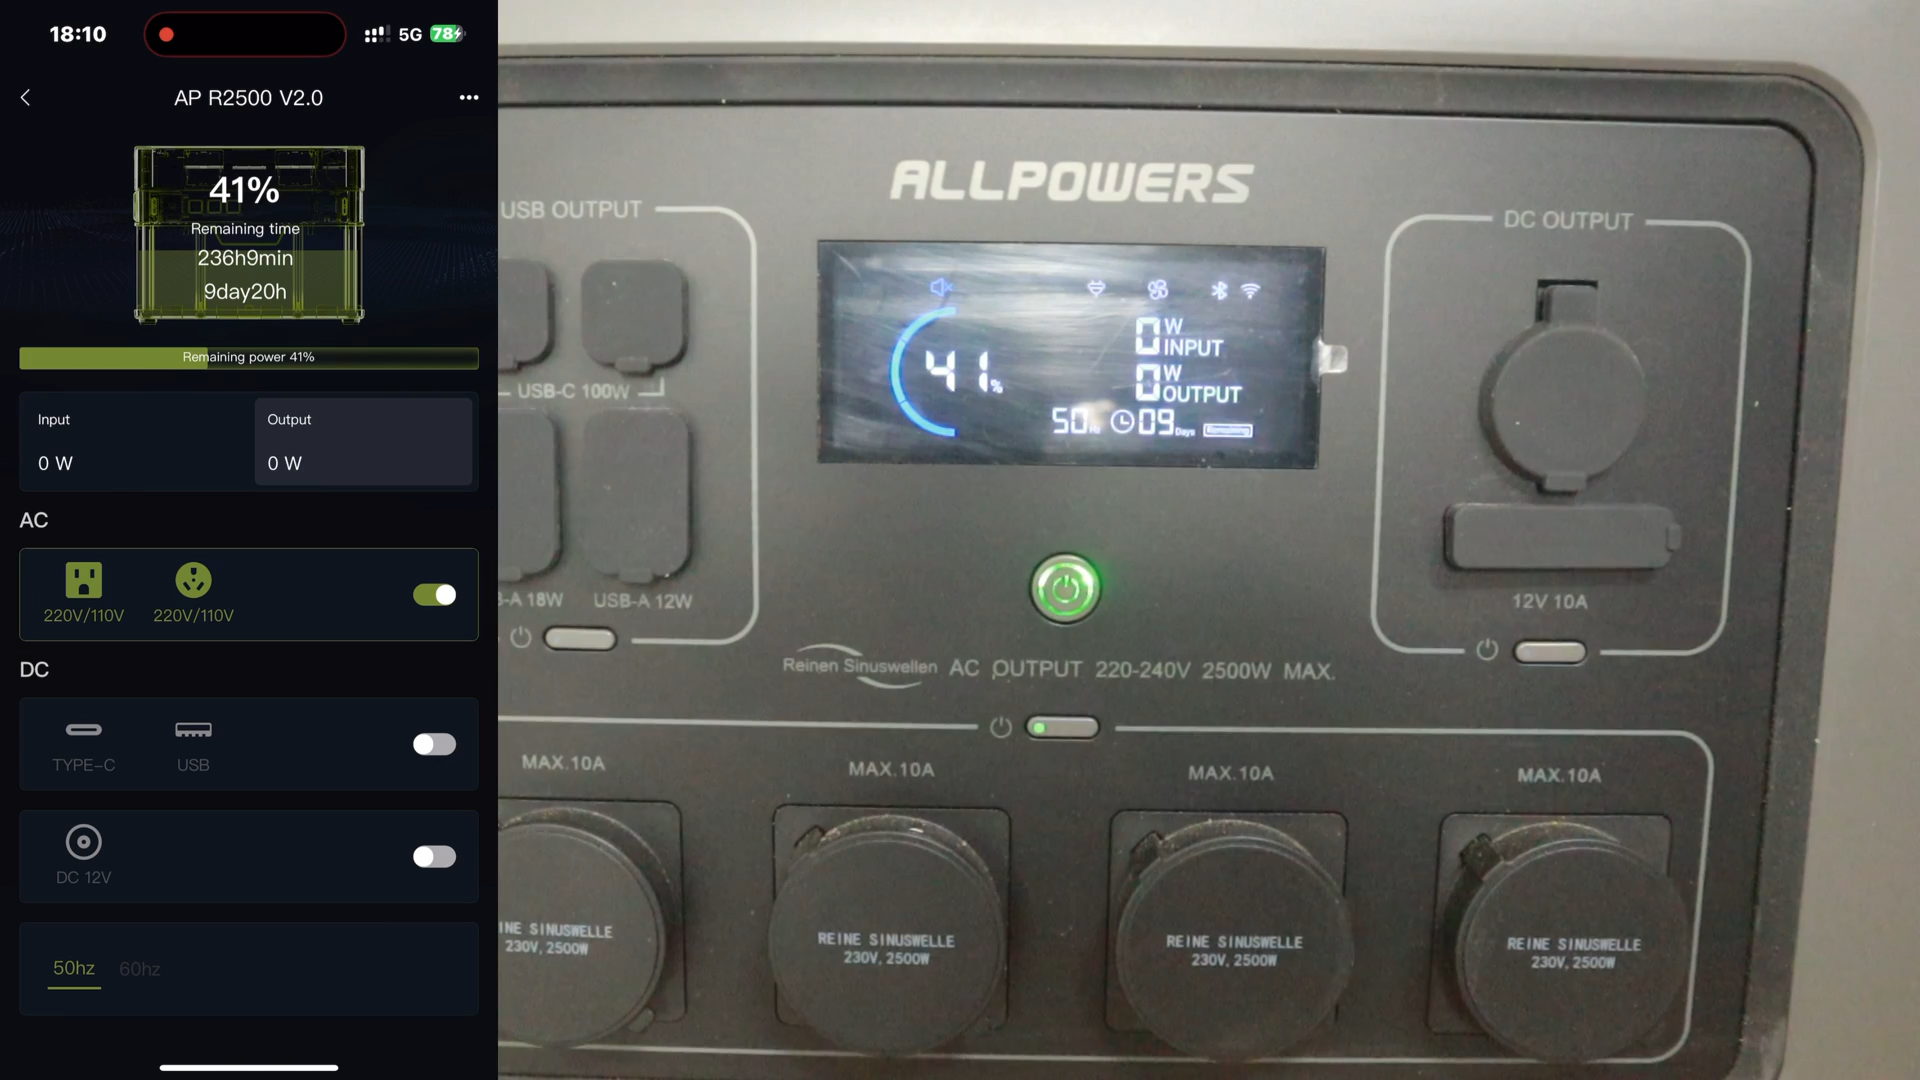 18:10
5G
78
AP R2500 V2.0
41%
Remaining time
236h9min
9day20h
Remaining power 41%
Input
Output
0 W
0 W
AC
220V/110V
220V/110V
DC
TYPE-C
USB
DC 12V
50hz
60hz
ALLPOWERS
USB OUTPUT
USB-C 100W
B-A 18W
USB-A 12W
41%
0 W
INPUT
0 W
OUTPUT
50Hz
09 Days
Remaining
DC OUTPUT
12V 10A
Reinen Sinuswellen AC OUTPUT 220-240V 2500W MAX.
MAX.10A
MAX.10A
MAX.10A
MAX.10A
INE SINUSWELLE
230V, 2500W
REINE SINUSWELLE
230V, 2500W
REINE SINUSWELLE
230V, 2500W
REINE SINUSWELLE
230V, 2500W